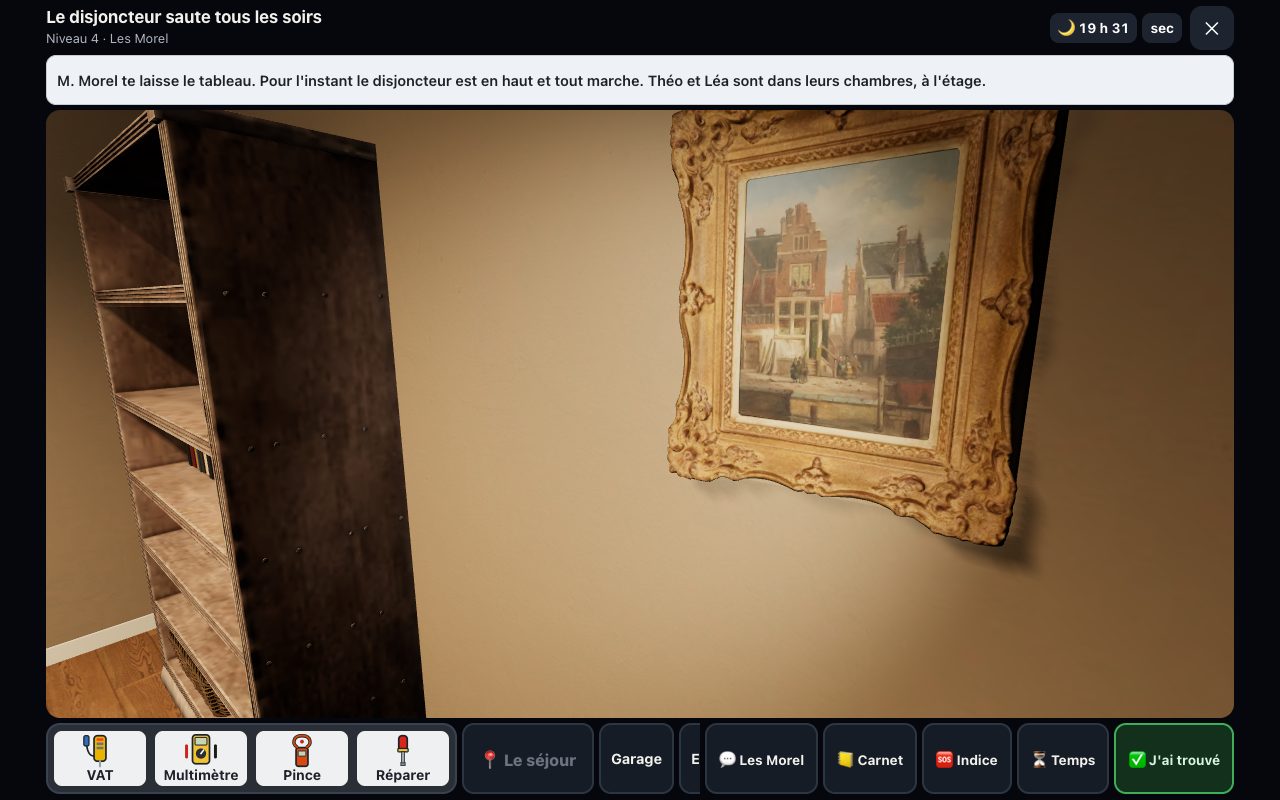 Le disjoncteur saute tous les soirs
Niveau 4 · Les Morel
🌙 19 h 31
sec
M. Morel te laisse le tableau. Pour l'instant le disjoncteur est en haut et tout marche. Théo et Léa sont dans leurs chambres, à l'étage.
VAT
Multimètre
Pince
Réparer
📍 Le séjour
Garage
E
💬 Les Morel
📒 Carnet
🆘 Indice
⏳ Temps
✅ J'ai trouvé